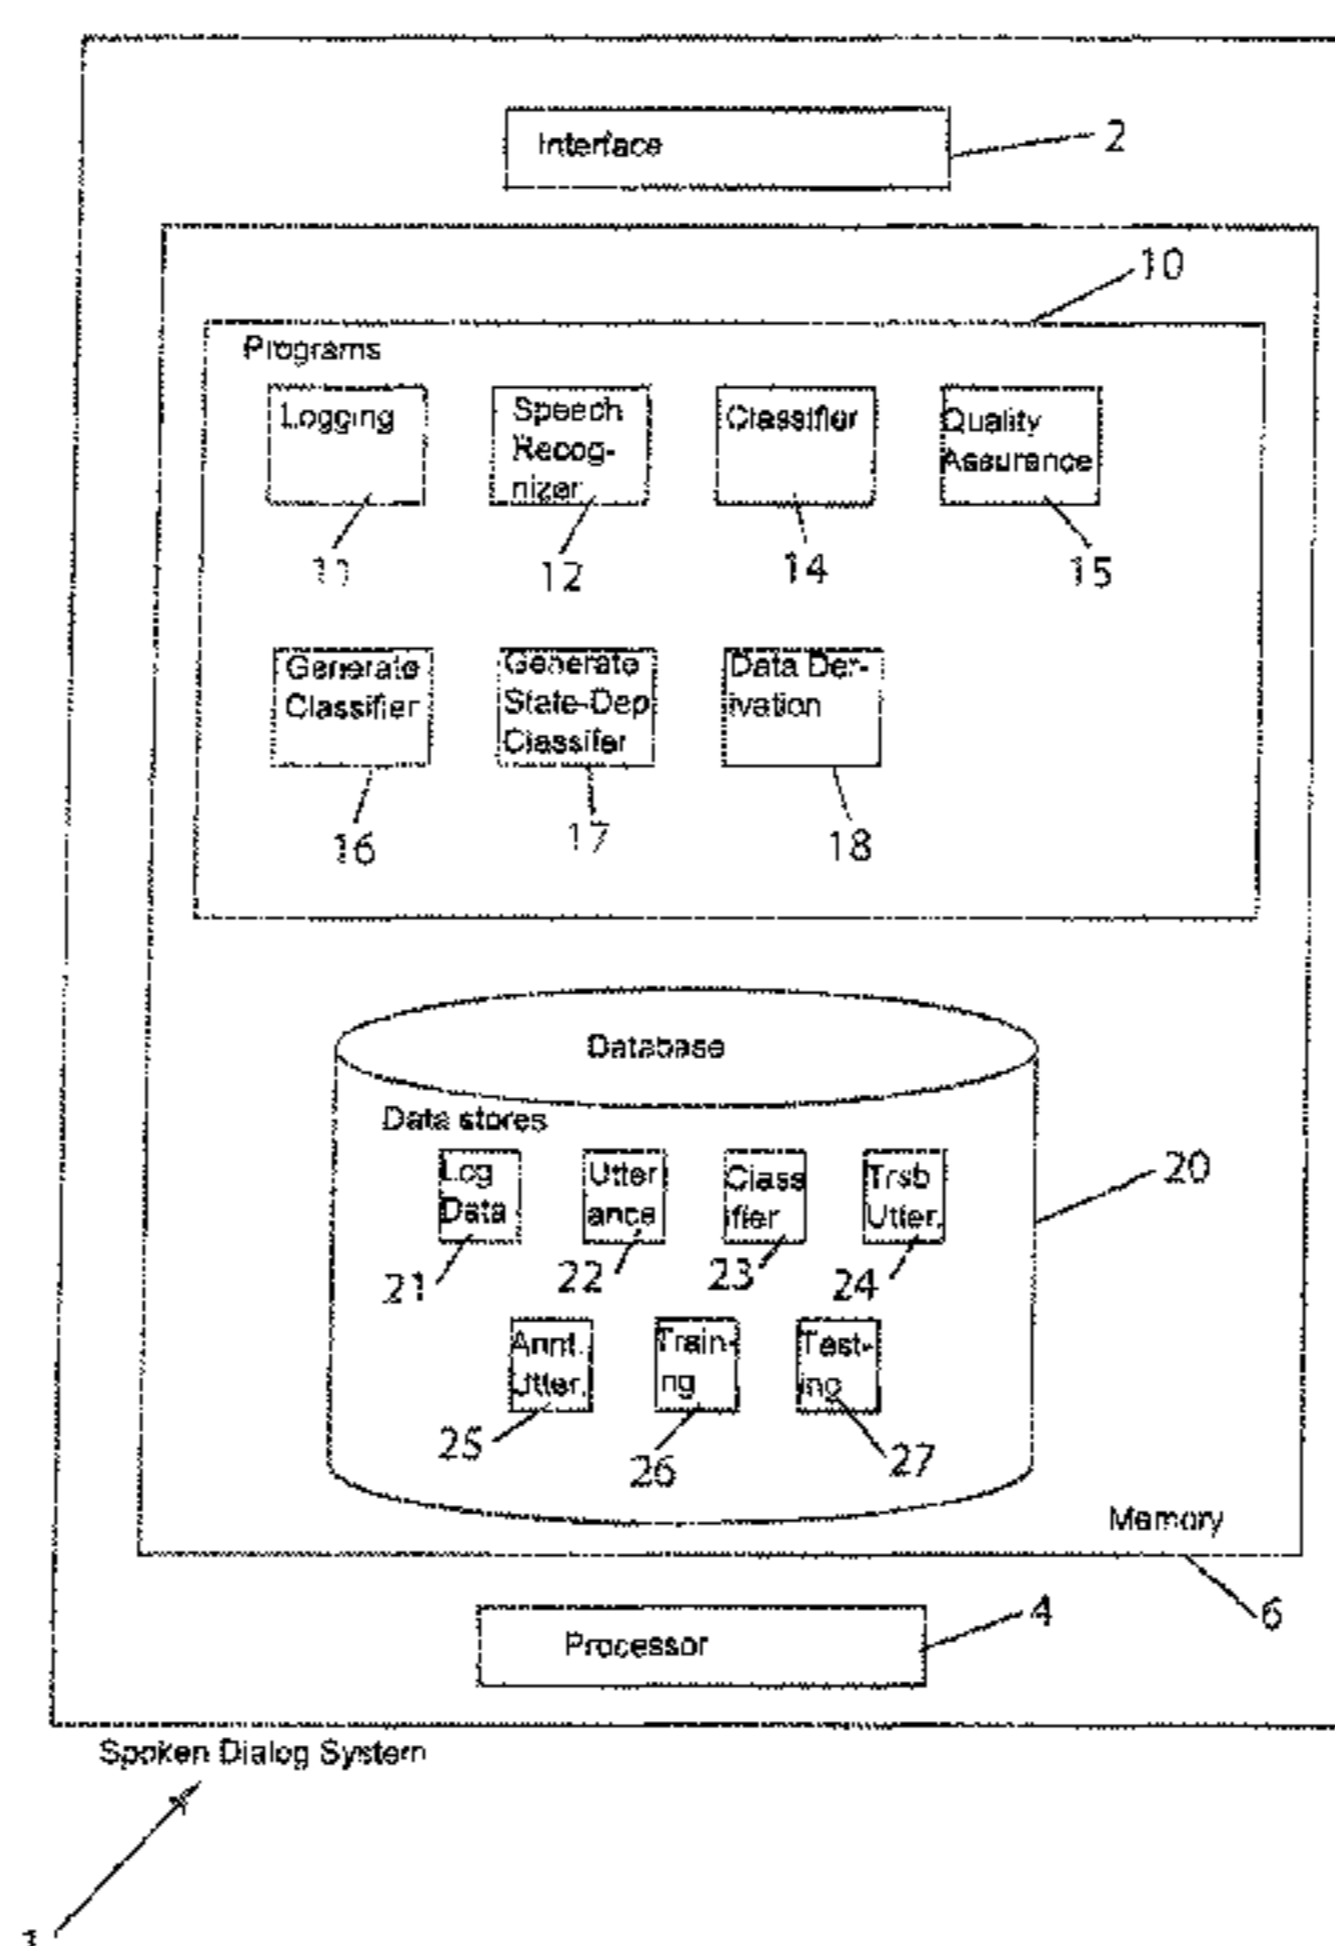 Interface
2
10
Programs
Logging
Speech
Recog-
nizer
Classifier
Quality
Assurance
11
12
14
15
Generate
Classifier
Generate
State-Dep
Classifer
Data Der-
ivation
16
17
18
Database
Data stores
Log
Data
Utter
ance
Class
ifier
Trsb
Utter.
20
21
22
23
24
Annt.
Utter.
Train-
ing
Test-
ing
25
26
27
Memory
6
Processor
4
Spoken Dialog System
1